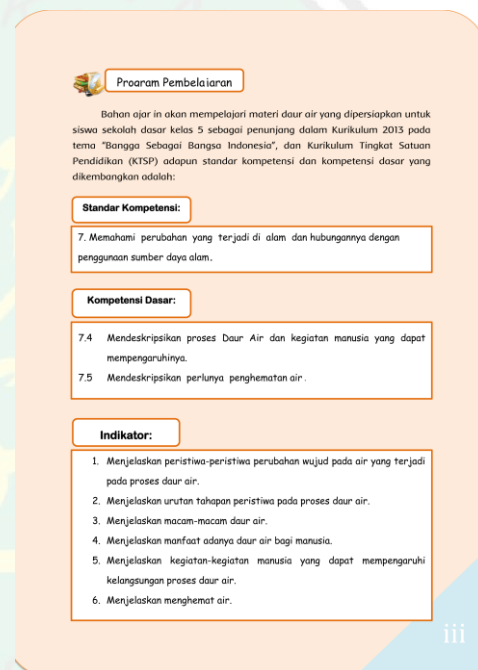 Program Pembelajaran
Bahan ajar in akan mempelajari materi daur air yang dipersiapkan untuk
siswa sekolah dasar kelas 5 sebagai penunjang dalam Kurikulum 2013 pada
tema “Bangga Sebagai Bangsa Indonesia”, dan Kurikulum Tingkat Satuan
Pendidikan (KTSP) adapun standar kompetensi dan kompetensi dasar yang
dikembangkan adalah:
Standar Kompetensi:
7. Memahami perubahan yang terjadi di alam dan hubungannya dengan
penggunaan sumber daya alam.
Kompetensi Dasar:
7.4 Mendeskripsikan proses Daur Air dan kegiatan manusia yang dapat
mempengaruhinya.
7.5 Mendeskripsikan perlunya penghematan air.
Indikator:
1. Menjelaskan peristiwa-peristiwa perubahan wujud pada air yang terjadi
pada proses daur air.
2. Menjelaskan urutan tahapan peristiwa pada proses daur air.
3. Menjelaskan macam-macam daur air.
4. Menjelaskan manfaat adanya daur air bagi manusia.
5. Menjelaskan kegiatan-kegiatan manusia yang dapat mempengaruhi
kelangsungan proses daur air.
6. Menjelaskan menghemat air.
iii